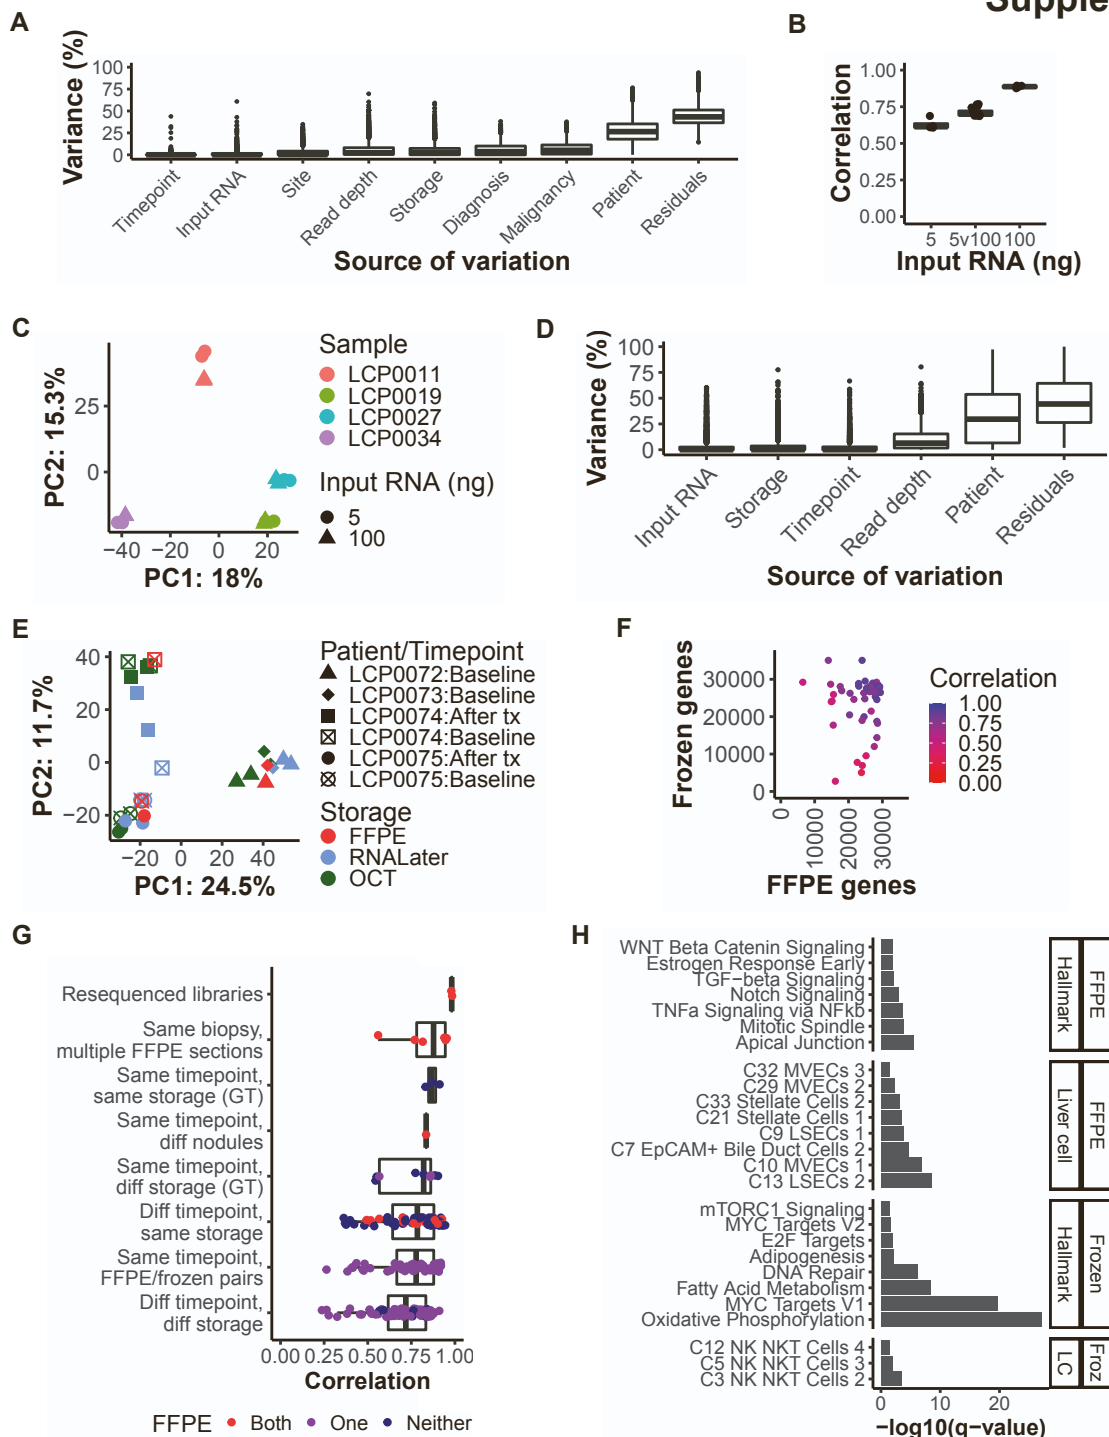 Supple
A
Variance (%)
100
75
50
25
0
Timepoint
Input RNA
Site
Read depth
Storage
Diagnosis
Malignancy
Patient
Residuals
Source of variation
B
Correlation
1.00
0.75
0.50
0.25
0.00
5 5v100 100
Input RNA (ng)
C
PC2: 15.3%
25
0
−40 −20 0 20
PC1: 18%
Sample
LCP0011
LCP0019
LCP0027
LCP0034
Input RNA (ng)
5
100
D
Variance (%)
100
75
50
25
0
Input RNA
Storage
Timepoint
Read depth
Patient
Residuals
Source of variation
E
PC2: 11.7%
40
20
0
−20
−20 0 20 40
PC1: 24.5%
Patient/Timepoint
LCP0072:Baseline
LCP0073:Baseline
LCP0074:After tx
LCP0074:Baseline
LCP0075:After tx
LCP0075:Baseline
Storage
FFPE
RNALater
OCT
F
Frozen genes
30000
20000
10000
0
0
10000
20000
30000
FFPE genes
Correlation
1.00
0.75
0.50
0.25
0.00
G
Resequenced libraries
Same biopsy,
multiple FFPE sections
Same timepoint,
same storage (GT)
Same timepoint,
diff nodules
Same timepoint,
diff storage (GT)
Diff timepoint,
same storage
Same timepoint,
FFPE/frozen pairs
Diff timepoint,
diff storage
0.00 0.25 0.50 0.75 1.00
Correlation
FFPE Both One Neither
H
WNT Beta Catenin Signaling
Estrogen Response Early
TGF−beta Signaling
Notch Signaling
TNFa Signaling via NFkb
Mitotic Spindle
Apical Junction
Hallmark
FFPE
C32 MVECs 3
C29 MVECs 2
C33 Stellate Cells 2
C21 Stellate Cells 1
C9 LSECs 1
C7 EpCAM+ Bile Duct Cells 2
C10 MVECs 1
C13 LSECs 2
Liver cell
FFPE
mTORC1 Signaling
MYC Targets V2
E2F Targets
Adipogenesis
DNA Repair
Fatty Acid Metabolism
MYC Targets V1
Oxidative Phosphorylation
Hallmark
Frozen
C12 NK NKT Cells 4
C5 NK NKT Cells 3
C3 NK NKT Cells 2
LC
Froz
0 10 20
−log10(q−value)